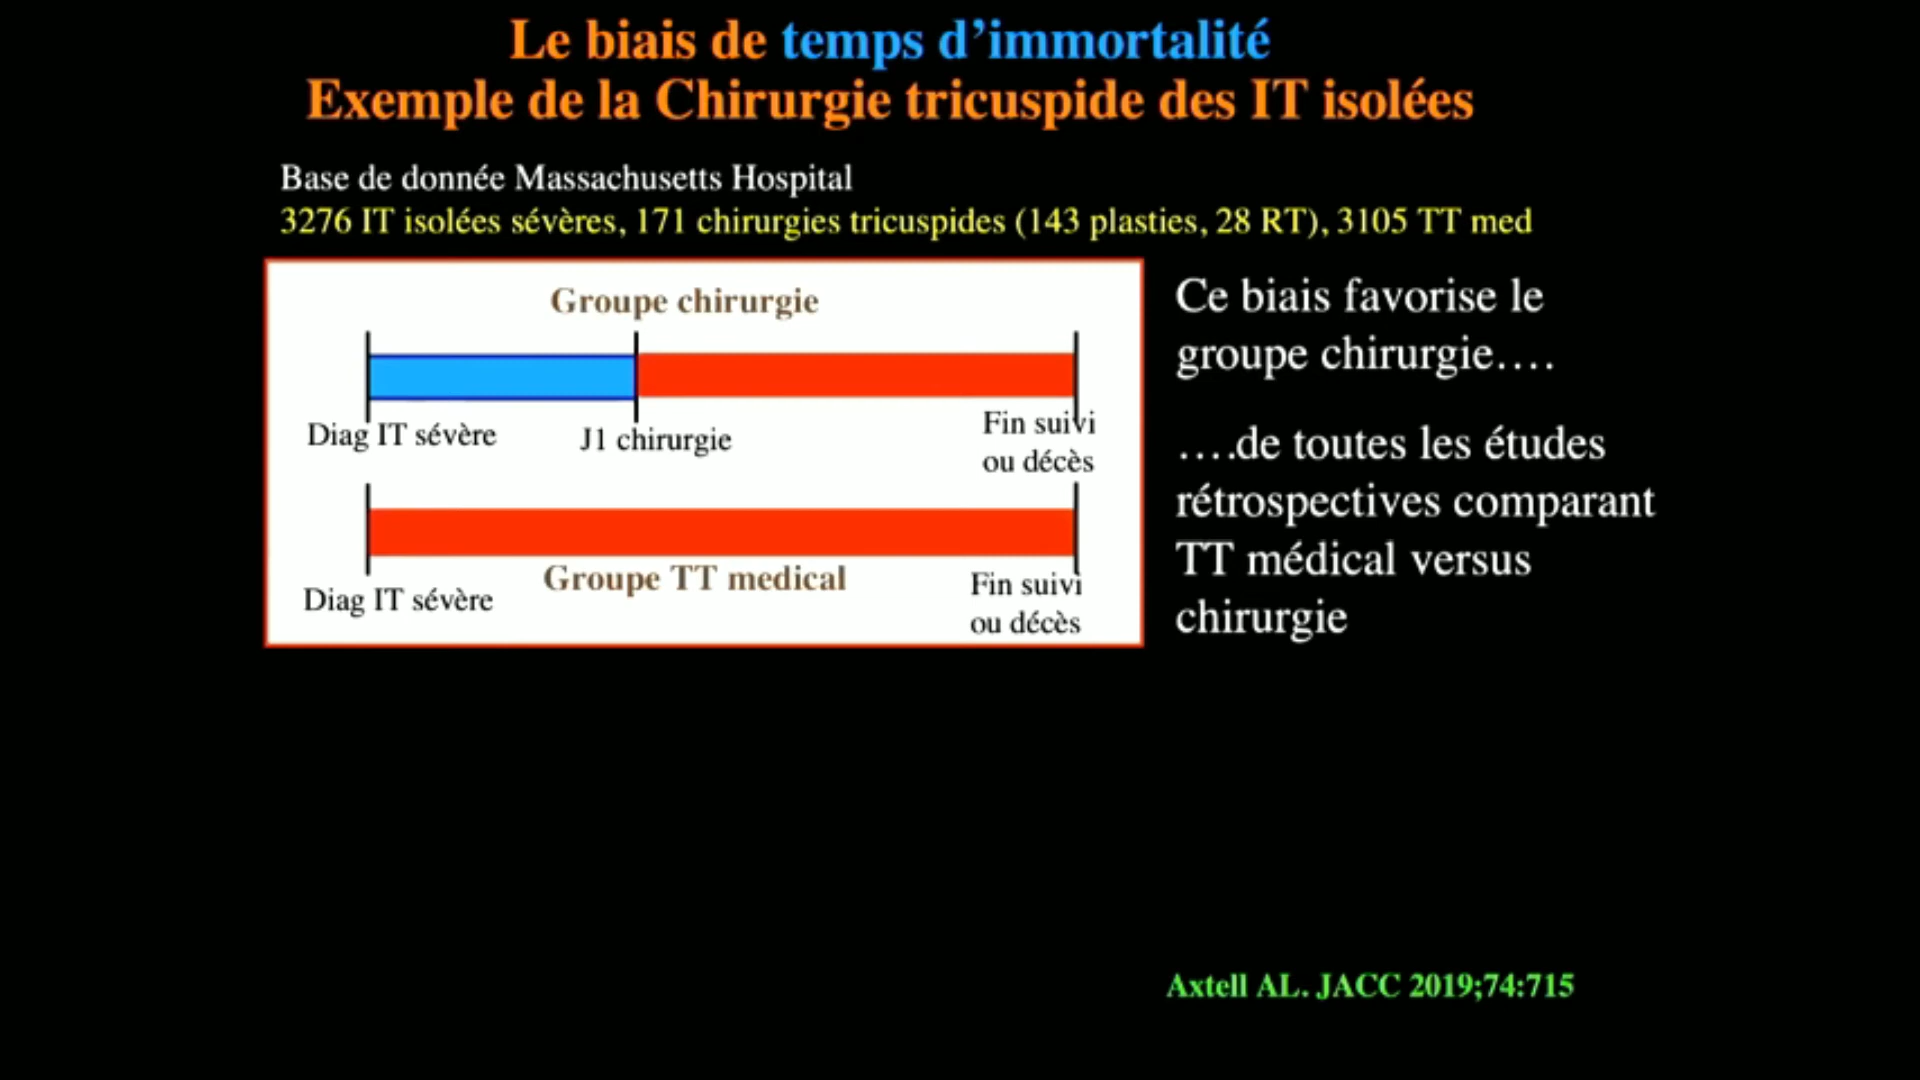 Le biais de temps d’immortalité
Exemple de la Chirurgie tricuspide des IT isolées
Base de donnée Massachusetts Hospital
3276 IT isolées sévères, 171 chirurgies tricuspides (143 plasties, 28 RT), 3105 TT med
Groupe chirurgie
Diag IT sévère
J1 chirurgie
Fin suivi
ou décès
Groupe TT medical
Diag IT sévère
Fin suivi
ou décès
Ce biais favorise le
groupe chirurgie....
....de toutes les études
rétrospectives comparant
TT médical versus
chirurgie
Axtell AL. JACC 2019;74:715